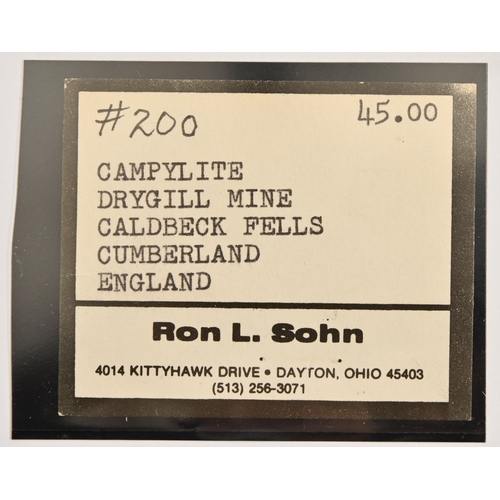 #200 45.00
CAMPYLITE
DRYGILL MINE
CALDBECK FELLS
CUMBERLAND
ENGLAND
Ron L. Sohn
4014 KITTYHAWK DRIVE • DAYTON, OHIO 45403
(513) 256-3071